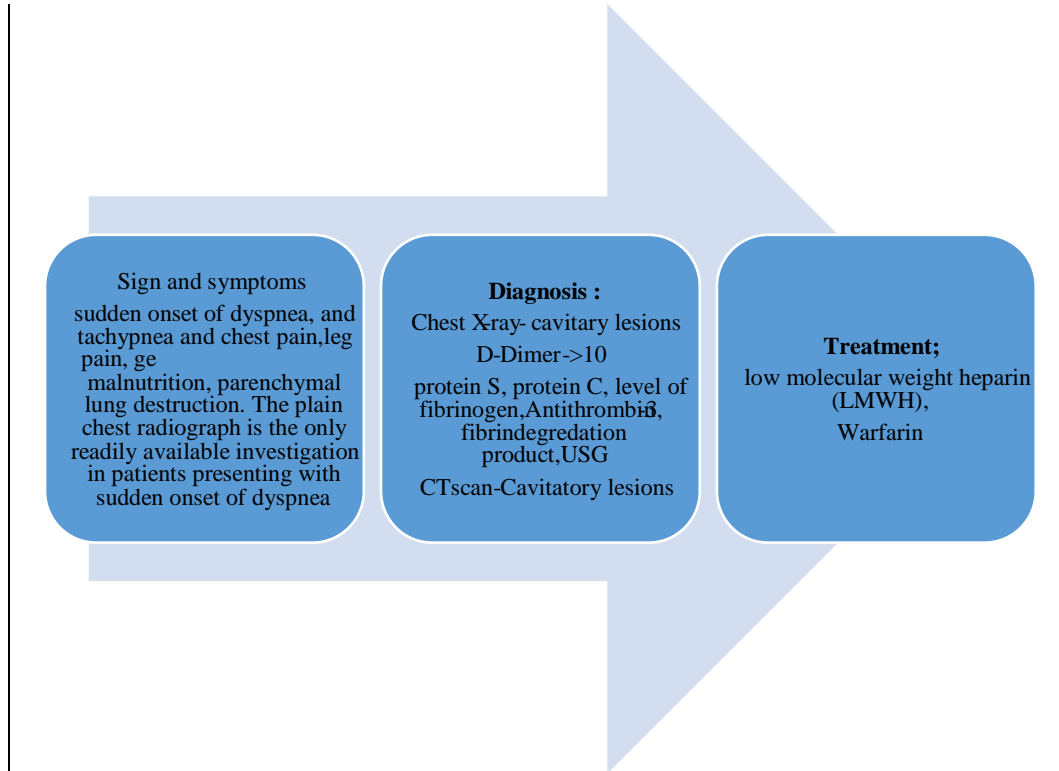 Sign and symptoms
sudden onset of dyspnea, and
tachypnea and chest pain,leg
pain, ge
malnutrition, parenchymal
lung destruction. The plain
chest radiograph is the only
readily available investigation
in patients presenting with
sudden onset of dyspnea
Diagnosis :
Chest X-ray- cavitary lesions
D-Dimer->10
protein S, protein C, level of
fibrinogen,Antithrombin-3,
fibrindegredation
product,USG
CTscan-Cavitatory lesions
Treatment;
low molecular weight heparin
(LMWH),
Warfarin